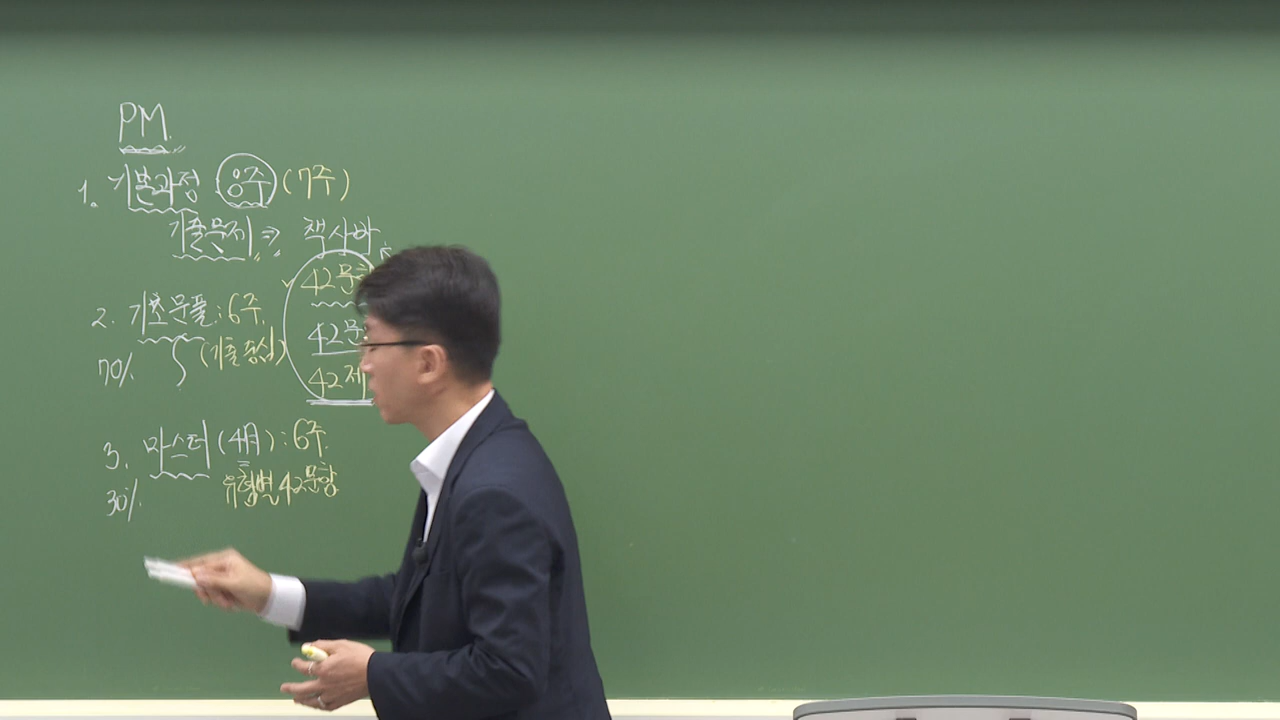 PM.
1. 기본과정 8주 (7주)
기출문제 ⇒ 책사바
42문
2. 기초문풀 : 6주.
42문
70% (기출중심)
42제
3. 마스터 (4月) : 6주.
30% 유형별 42문항